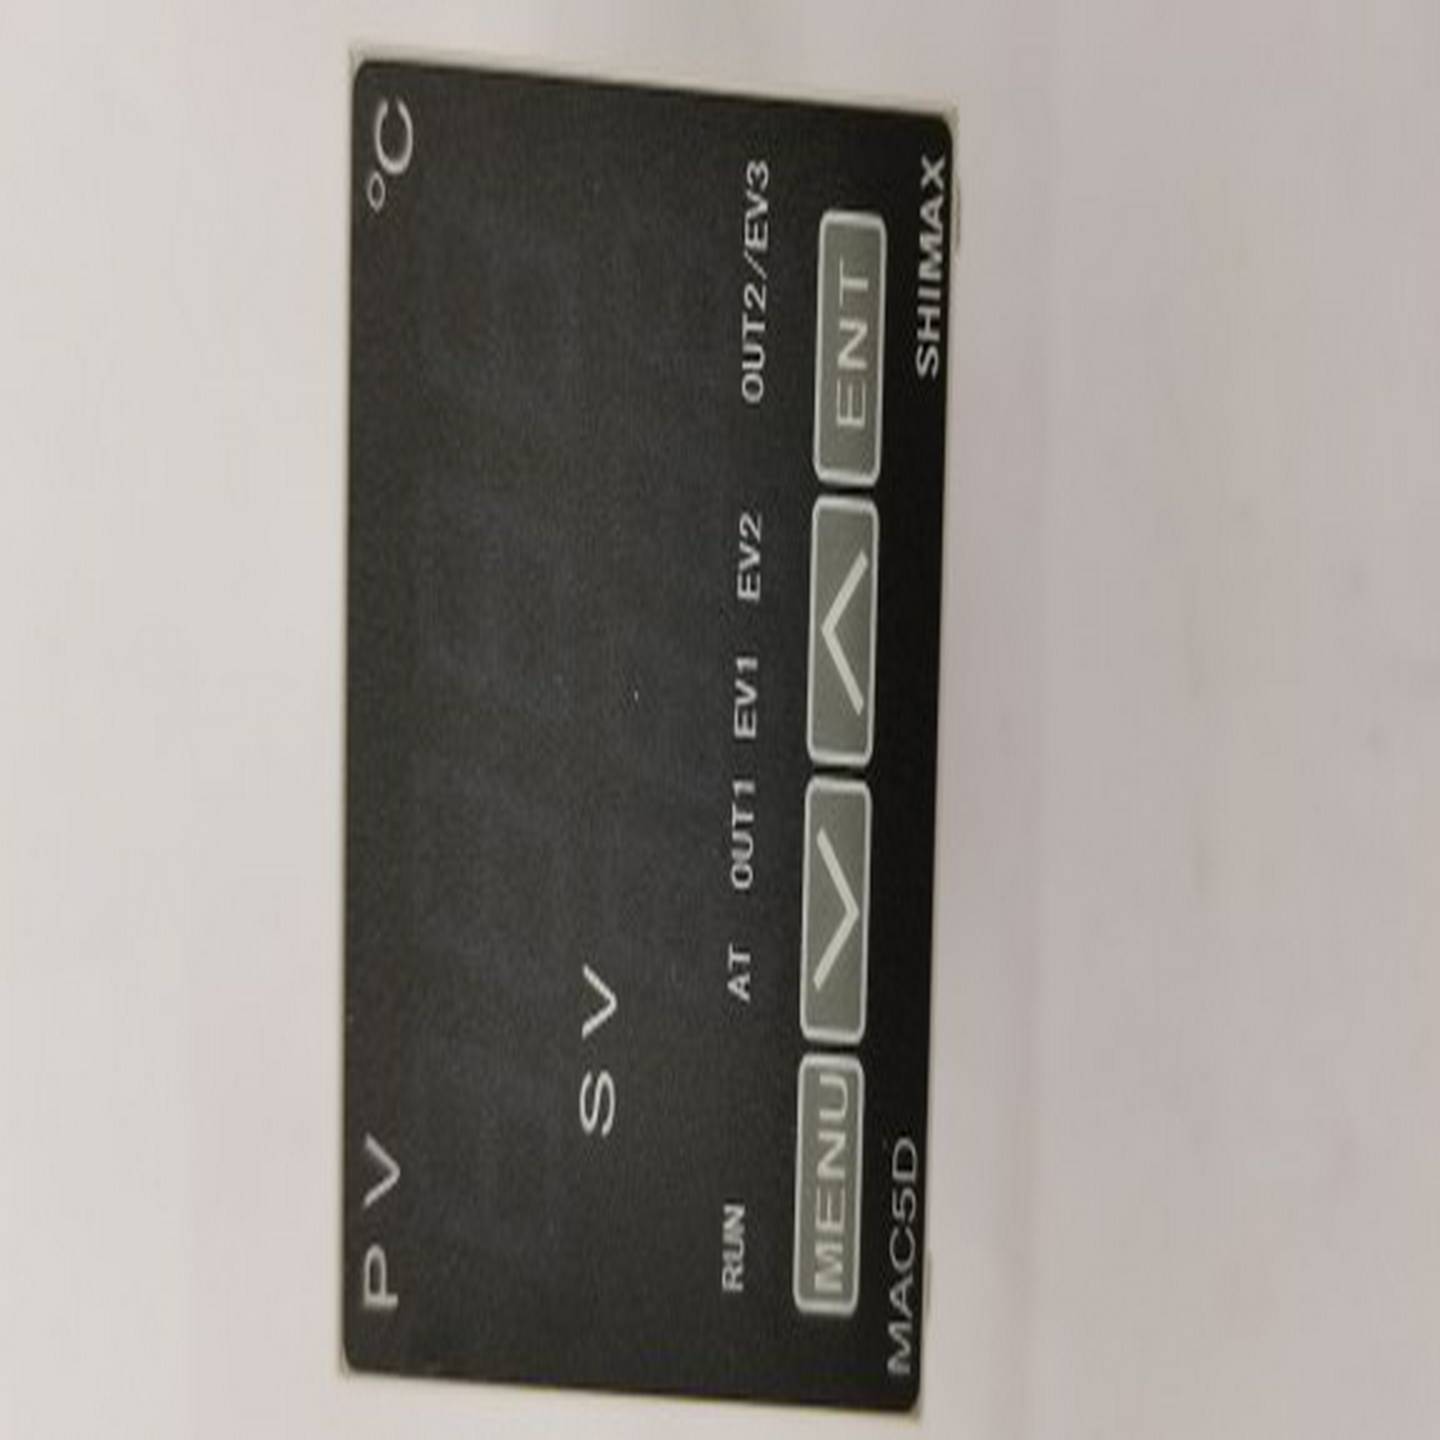 PV °C
SV
RUN AT OUT1 EV1 EV2 OUT2/EV3
MENU ENT
MAC5D SHIMAX